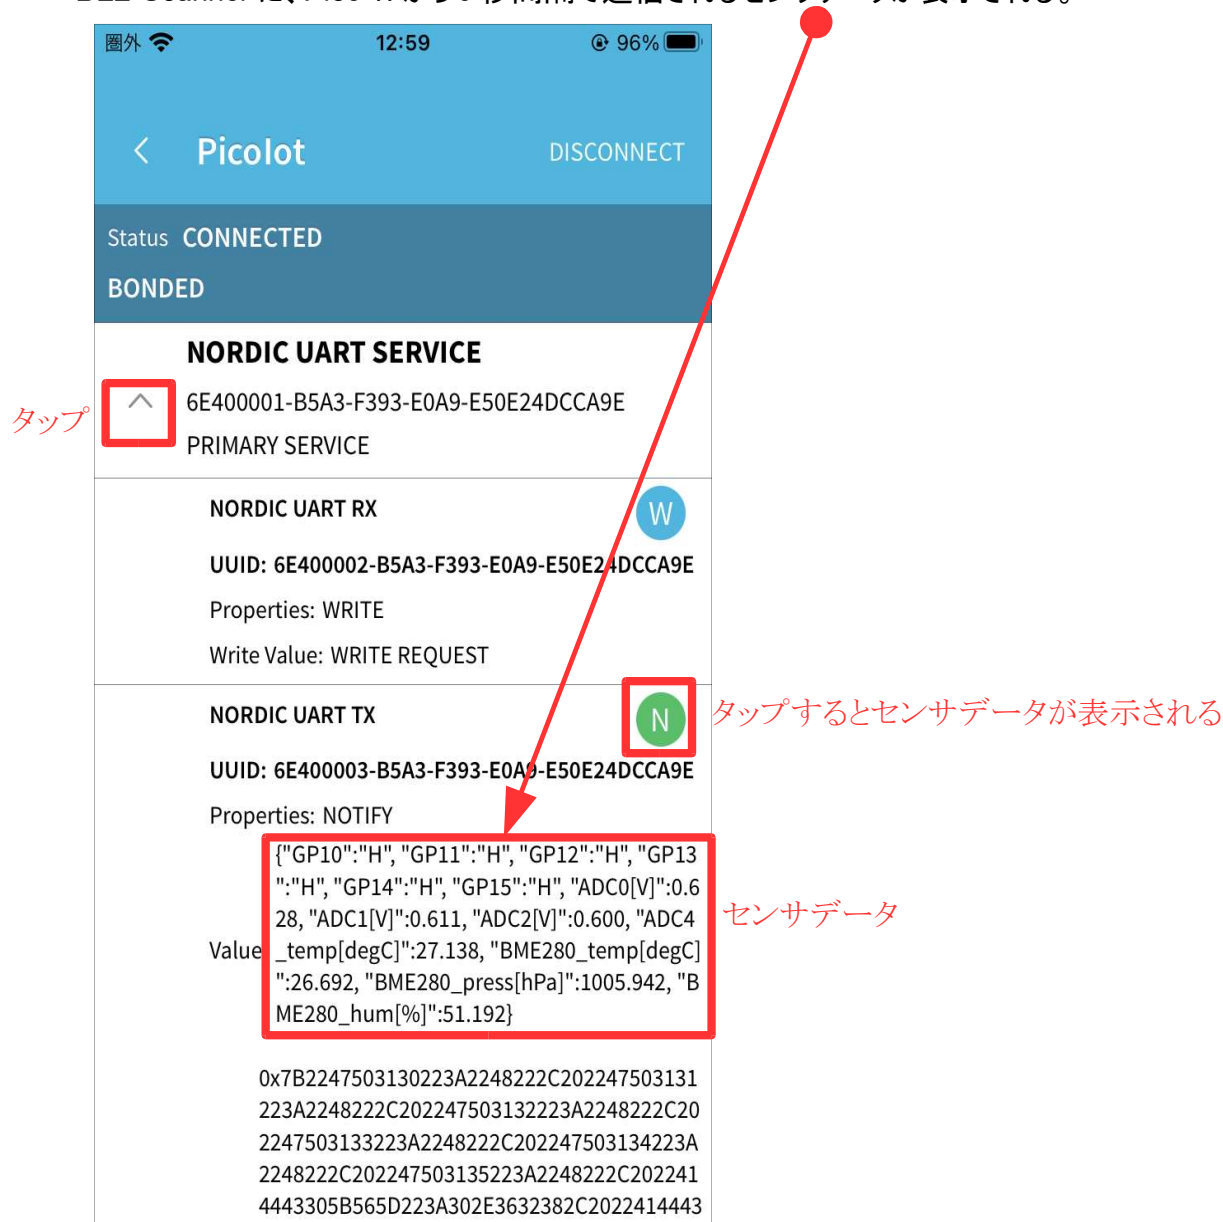 圏外 12:59 96%
PicoIot DISCONNECT
Status CONNECTED
BONDED
NORDIC UART SERVICE
タップ
6E400001-B5A3-F393-E0A9-E50E24DCCA9E
PRIMARY SERVICE
NORDIC UART RX W
UUID: 6E400002-B5A3-F393-E0A9-E50E24DCCA9E
Properties: WRITE
Write Value: WRITE REQUEST
NORDIC UART TX N タップするとセンサデータが表示される
UUID: 6E400003-B5A3-F393-E0A9-E50E24DCCA9E
Properties: NOTIFY
{"GP10":"H", "GP11":"H", "GP12":"H", "GP13
":"H", "GP14":"H", "GP15":"H", "ADC0[V]":0.6
28, "ADC1[V]":0.611, "ADC2[V]":0.600, "ADC4 センサデータ
Value _temp[degC]":27.138, "BME280_temp[degC]
":26.692, "BME280_press[hPa]":1005.942, "B
ME280_hum[%]":51.192}
0x7B2247503130223A2248222C202247503131
223A2248222C202247503132223A2248222C20
2247503133223A2248222C202247503134223A
2248222C202247503135223A2248222C202241
4443305B565D223A302E3632382C2022414443